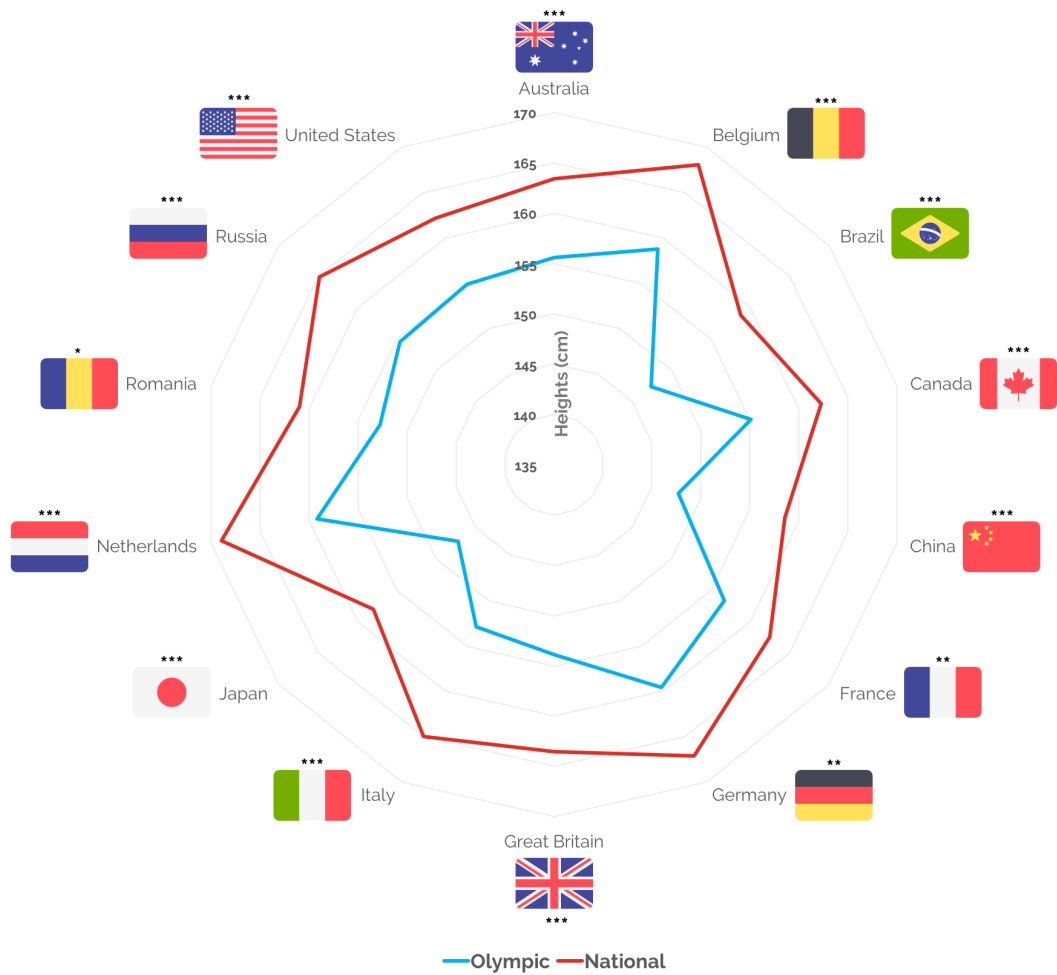 ***
Australia
***
United States
170
Belgium
***
165
***
Russia
160
Brazil
***
155
*
Romania
150
Heights (cm)
145
Canada
***
140
135
***
Netherlands
China
***
***
Japan
France
**
***
Italy
Germany
**
Great Britain
***
Olympic National